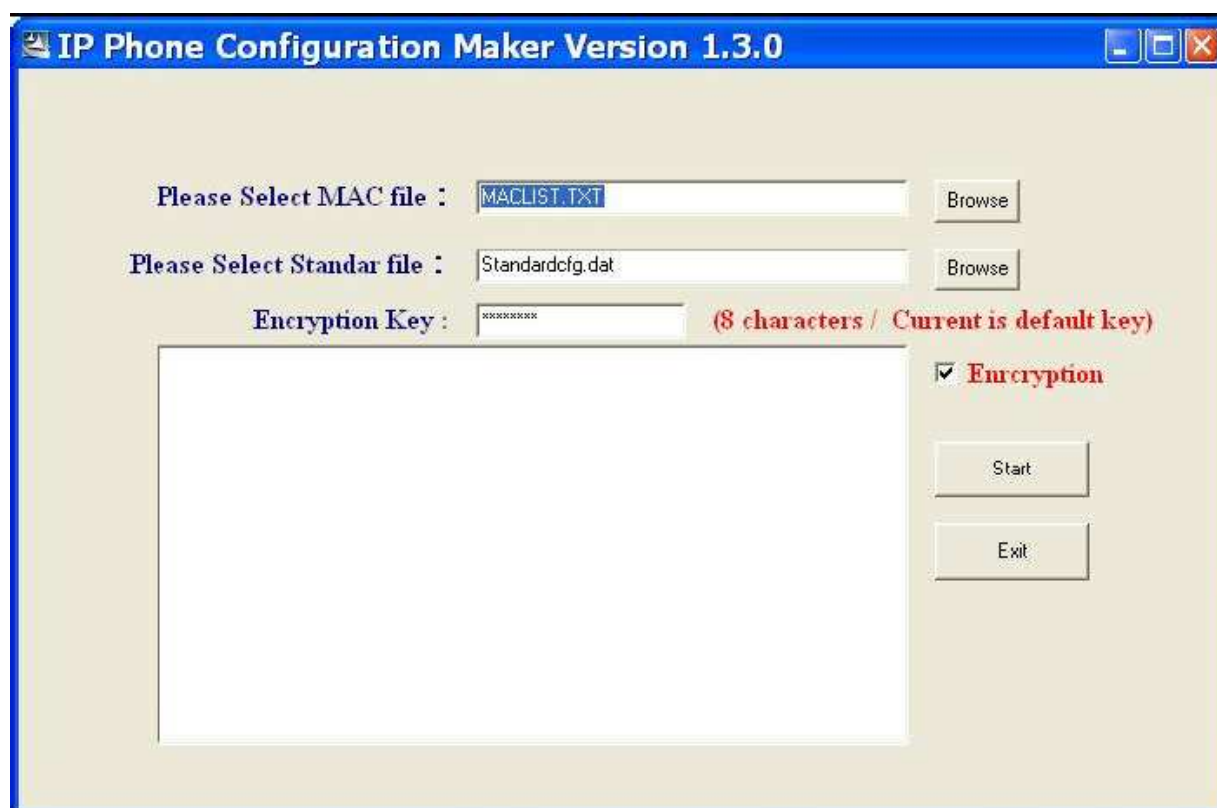 IP Phone Configuration Maker Version 1.3.0
Please Select MAC file : MACLIST.TXT Browse
Please Select Standar file : Standardcfg.dat Browse
Encryption Key : ******** (8 characters / Current is default key)
Enrcryption
Start
Exit